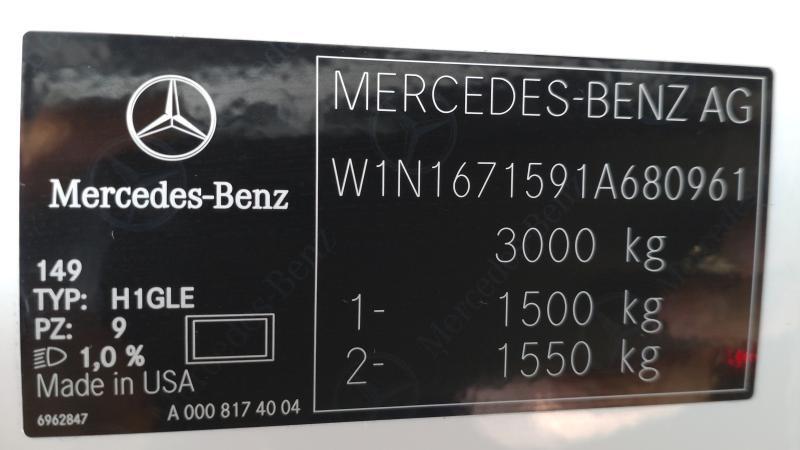 Mercedes-Benz
149
TYP: H1GLE
PZ: 9
1,0 %
Made in USA
6962847
A 000 817 40 04
MERCEDES-BENZ AG
W1N1671591A680961
3000 kg
1- 1500 kg
2- 1550 kg